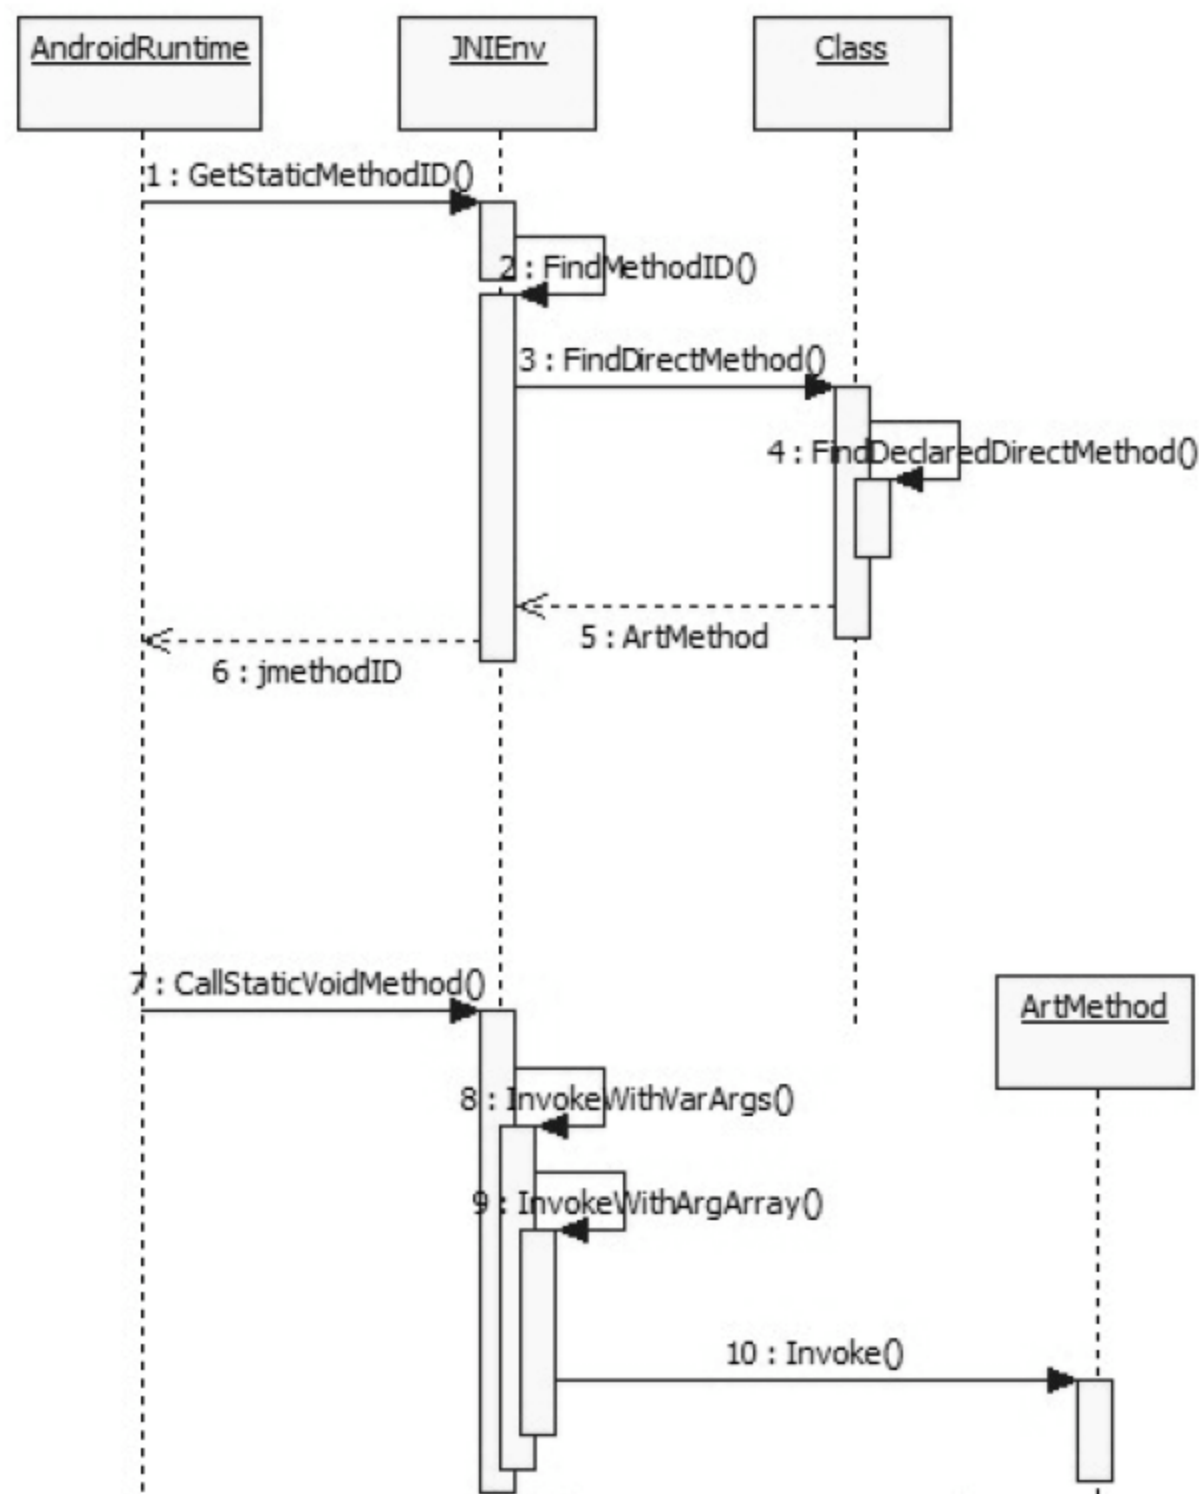 AndroidRuntime
JNIEnv
Class
1 : GetStaticMethodID()
2 : FindMethodID()
3 : FindDirectMethod()
4 : FindDeclaredDirectMethod()
5 : ArtMethod
6 : jmethodID
7 : CallStaticVoidMethod()
ArtMethod
8 : InvokeWithVarArgs()
9 : InvokeWithArgArray()
10 : Invoke()